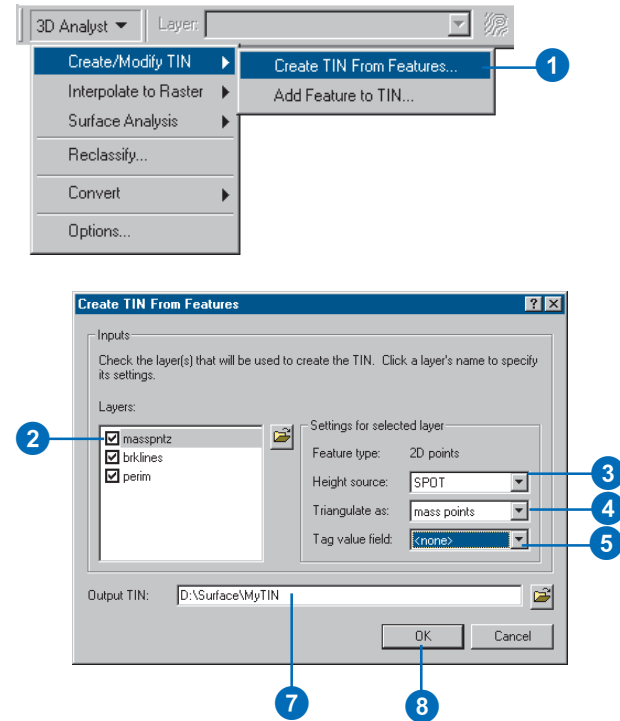 3D Analyst Layer:
Create/Modify TIN Create TIN From Features... 1
Interpolate to Raster Add Feature to TIN...
Surface Analysis
Reclassify...
Convert
Options...
Create TIN From Features
Inputs
Check the layer(s) that will be used to create the TIN. Click a layer's name to specify
its settings.
Layers:
Settings for selected layer
2 masspntz Feature type: 2D points
brklines Height source: SPOT 3
perim Triangulate as: mass points 4
Tag value field: <none> 5
Output TIN: D:\Surface\MyTIN
OK Cancel
7 8